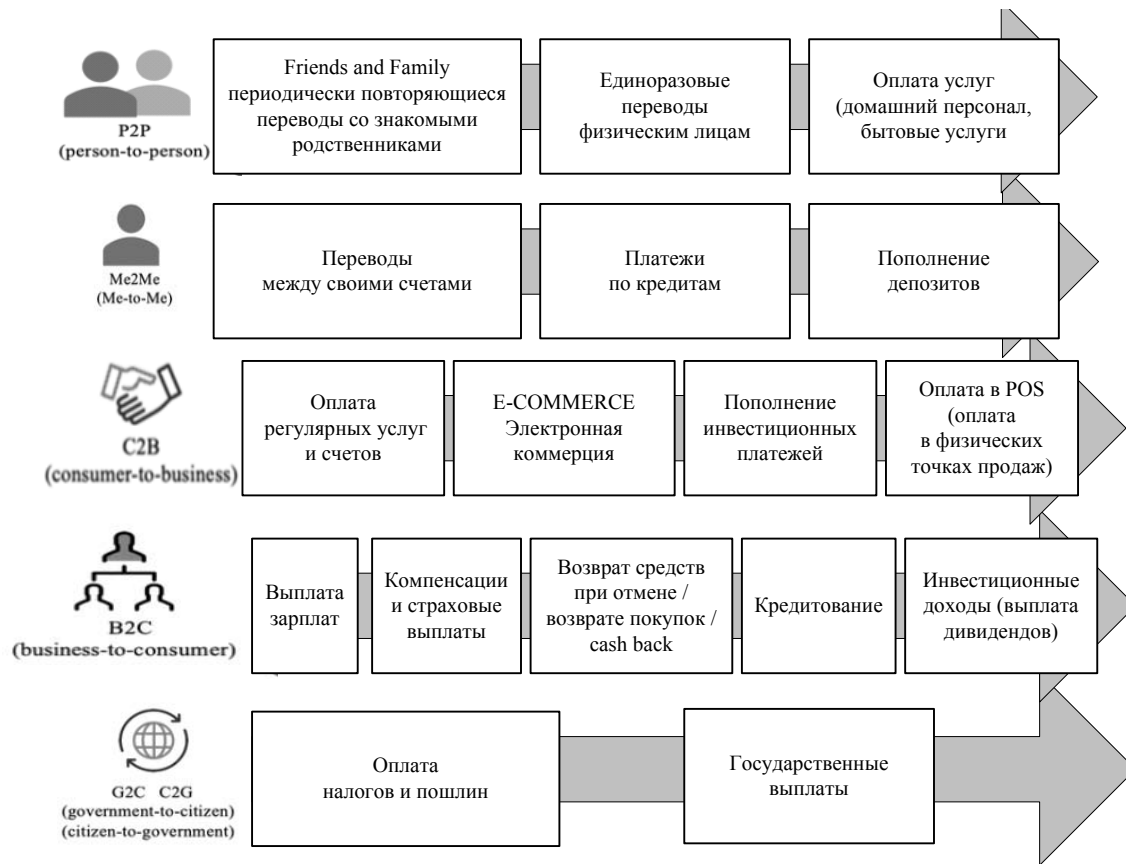 P2P
(person-to-person)
Friends and Family
периодически повторяющиеся
переводы со знакомыми
родственниками
Единоразовые
переводы
физическим лицам
Оплата услуг
(домашний персонал,
бытовые услуги
Me2Me
(Me-to-Me)
Переводы
между своими счетами
Платежи
по кредитам
Пополнение
депозитов
C2B
(consumer-to-business)
Оплата
регулярных услуг
и счетов
E-COMMERCE
Электронная
коммерция
Пополнение
инвестиционных
платежей
Оплата в POS
(оплата
в физических
точках продаж)
B2C
(business-to-consumer)
Выплата
зарплат
Компенсации
и страховые
выплаты
Возврат средств
при отмене /
возврате покупок /
cash back
Кредитование
Инвестиционные
доходы (выплата
дивидендов)
G2C C2G
(government-to-citizen)
(citizen-to-government)
Оплата
налогов и пошлин
Государственные
выплаты